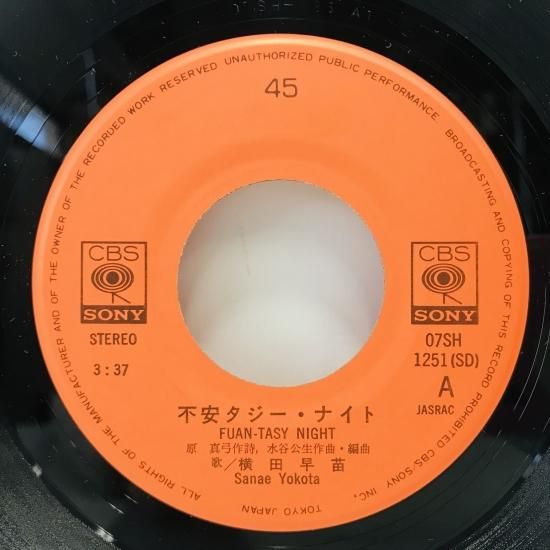 ALL RIGHTS OF THE MANUFACTURER AND OF THE OWNER OF THE RECORDED WORK RESERVED UNAUTHORIZED PUBLIC PERFORMANCE, BROADCASTING AND COPYING OF THIS RECORD PROHIBITED CBS/SONY INC.
TOKYO JAPAN
45
CBS
SONY
STEREO
3:37
CBS
SONY
07SH
1251(SD)
A
JASRAC
不安タジー・ナイト
FUAN-TASY NIGHT
原 真弓作詩, 水谷公生作曲・編曲
歌/横田早苗
Sanae Yokota